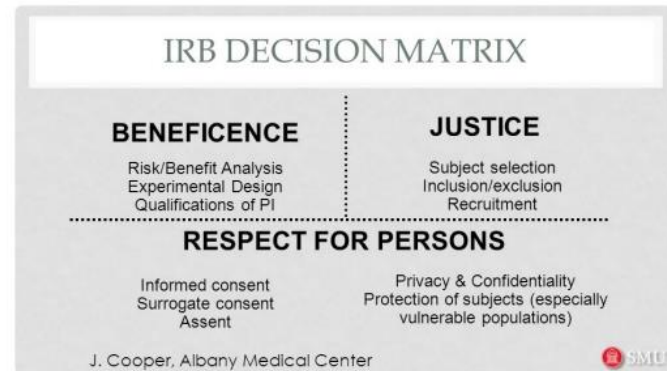 IRB DECISION MATRIX
BENEFICENCE
Risk/Benefit Analysis
Experimental Design
Qualifications of PI
JUSTICE
Subject selection
Inclusion/exclusion
Recruitment
RESPECT FOR PERSONS
Informed consent
Surrogate consent
Assent
Privacy & Confidentiality
Protection of subjects (especially
vulnerable populations)
J. Cooper, Albany Medical Center
SMU